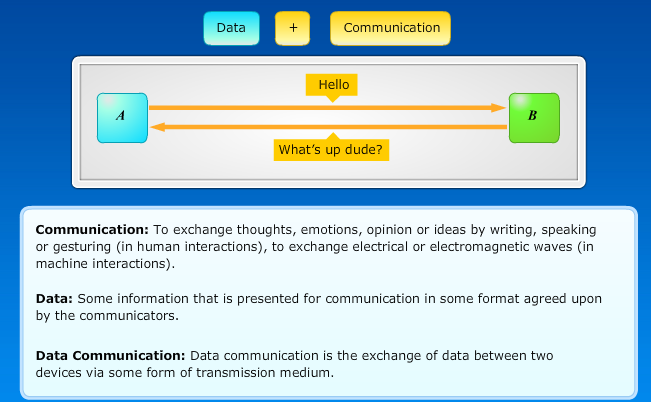 Data + Communication
Hello
A B
What's up dude?
Communication: To exchange thoughts, emotions, opinion or ideas by writing, speaking
or gesturing (in human interactions), to exchange electrical or electromagnetic waves (in
machine interactions).
Data: Some information that is presented for communication in some format agreed upon
by the communicators.
Data Communication: Data communication is the exchange of data between two
devices via some form of transmission medium.